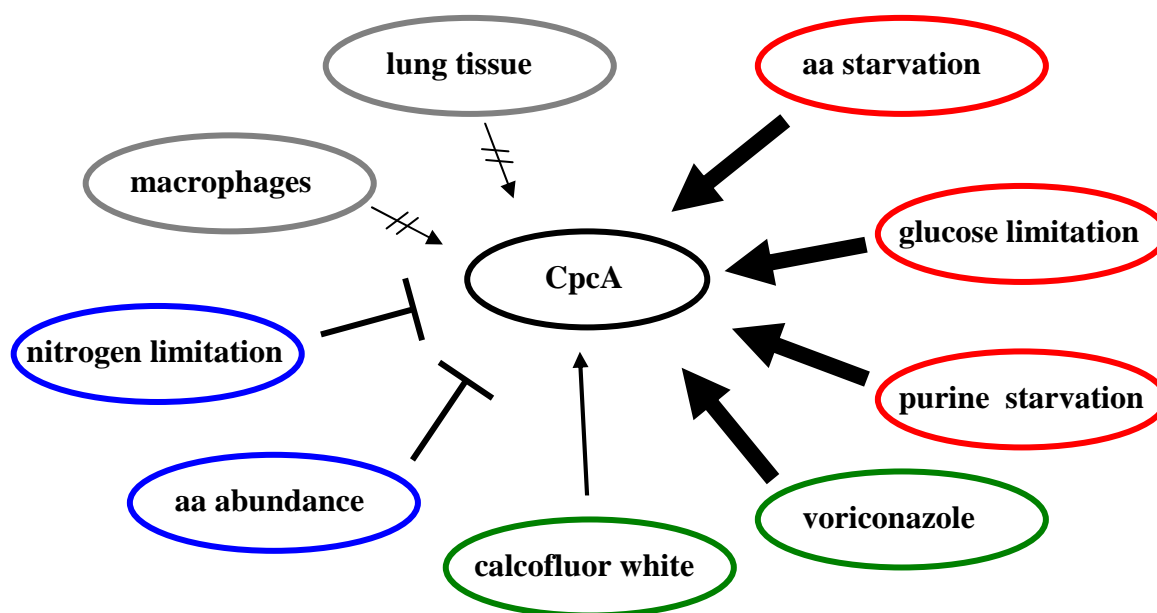 lung tissue
aa starvation
macrophages
glucose limitation
CpcA
nitrogen limitation
purine starvation
aa abundance
voriconazole
calcofluor white